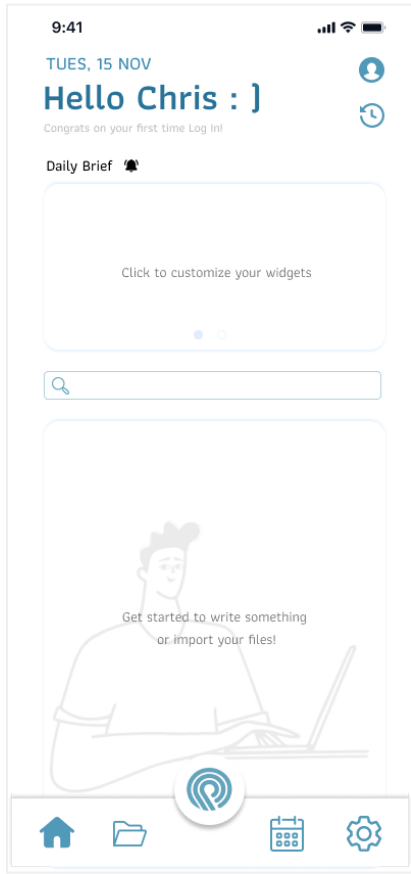 9:41
TUES, 15 NOV
Hello Chris : )
Congrats on your first time Log In!
Daily Brief
Click to customize your widgets
Get started to write something
or import your files!